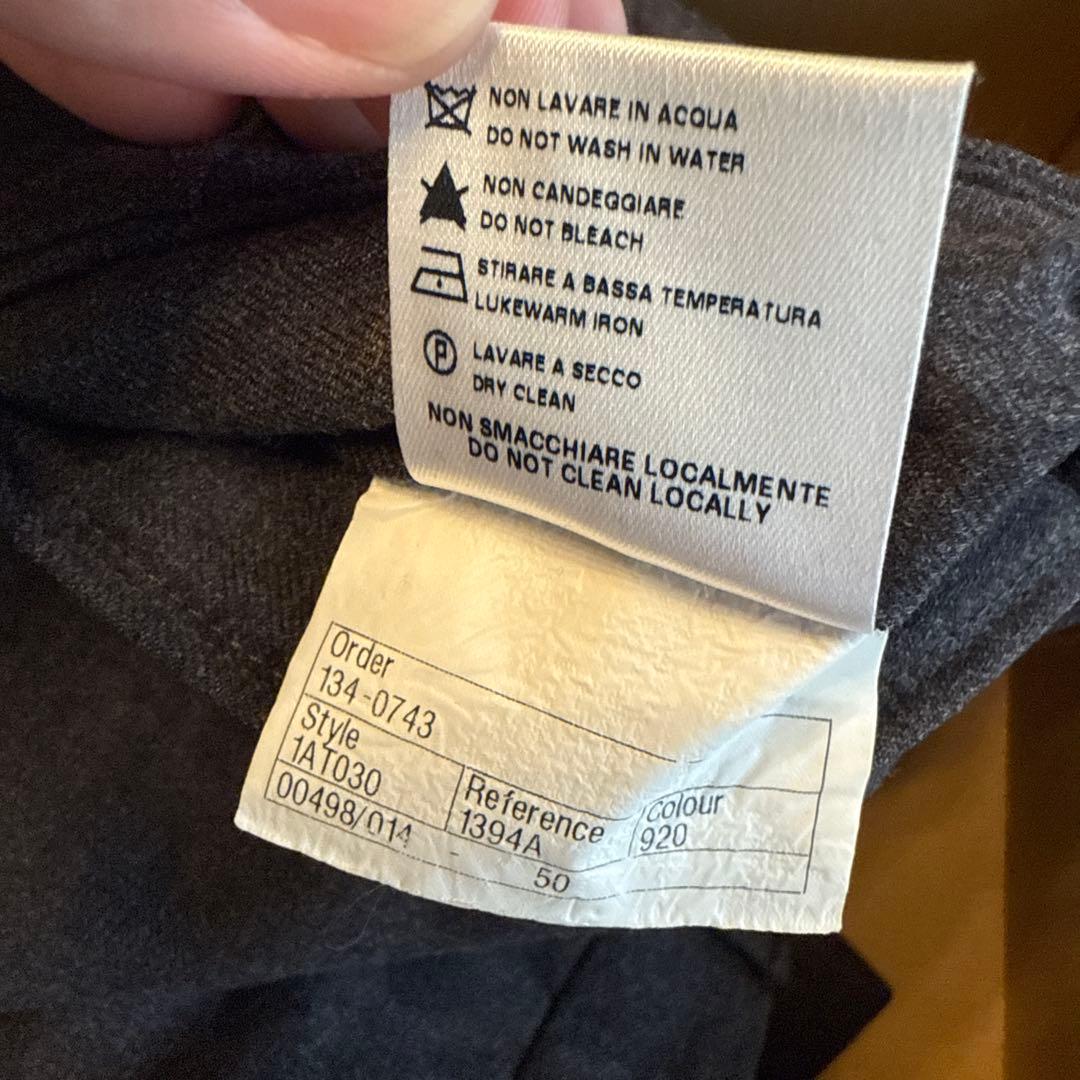 NON LAVARE IN ACQUA
DO NOT WASH IN WATER
NON CANDEGGIARE
DO NOT BLEACH
STIRARE A BASSA TEMPERATURA
LUKEWARM IRON
P
LAVARE A SECCO
DRY CLEAN
NON SMACCHIARE LOCALMENTE
DO NOT CLEAN LOCALLY
Order
134-0743
Style
1AT030
Reference
1394A
Colour
920
00498/014 - 50